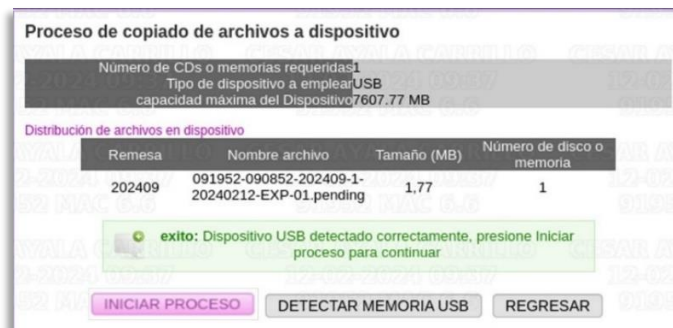 Proceso de copiado de archivos a dispositivo
Número de CDs o memorias requeridas 1
Tipo de dispositivo a emplear USB
capacidad máxima del Dispositivo 7607.77 MB
Distribución de archivos en dispositivo
Remesa Nombre archivo Tamaño (MB) Número de disco o memoria
202409 091952-090852-202409-1-20240212-EXP-01.pending 1,77 1
exito: Dispositivo USB detectado correctamente, presione Iniciar
proceso para continuar
INICIAR PROCESO DETECTAR MEMORIA USB REGRESAR